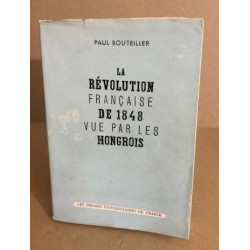 PAUL BOUTEILLER
LA
RÉVOLUTION
FRANÇAISE
DE 1848
VUE PAR LES
HONGROIS
LES PRESSES UNIVERSITAIRES DE FRANCE